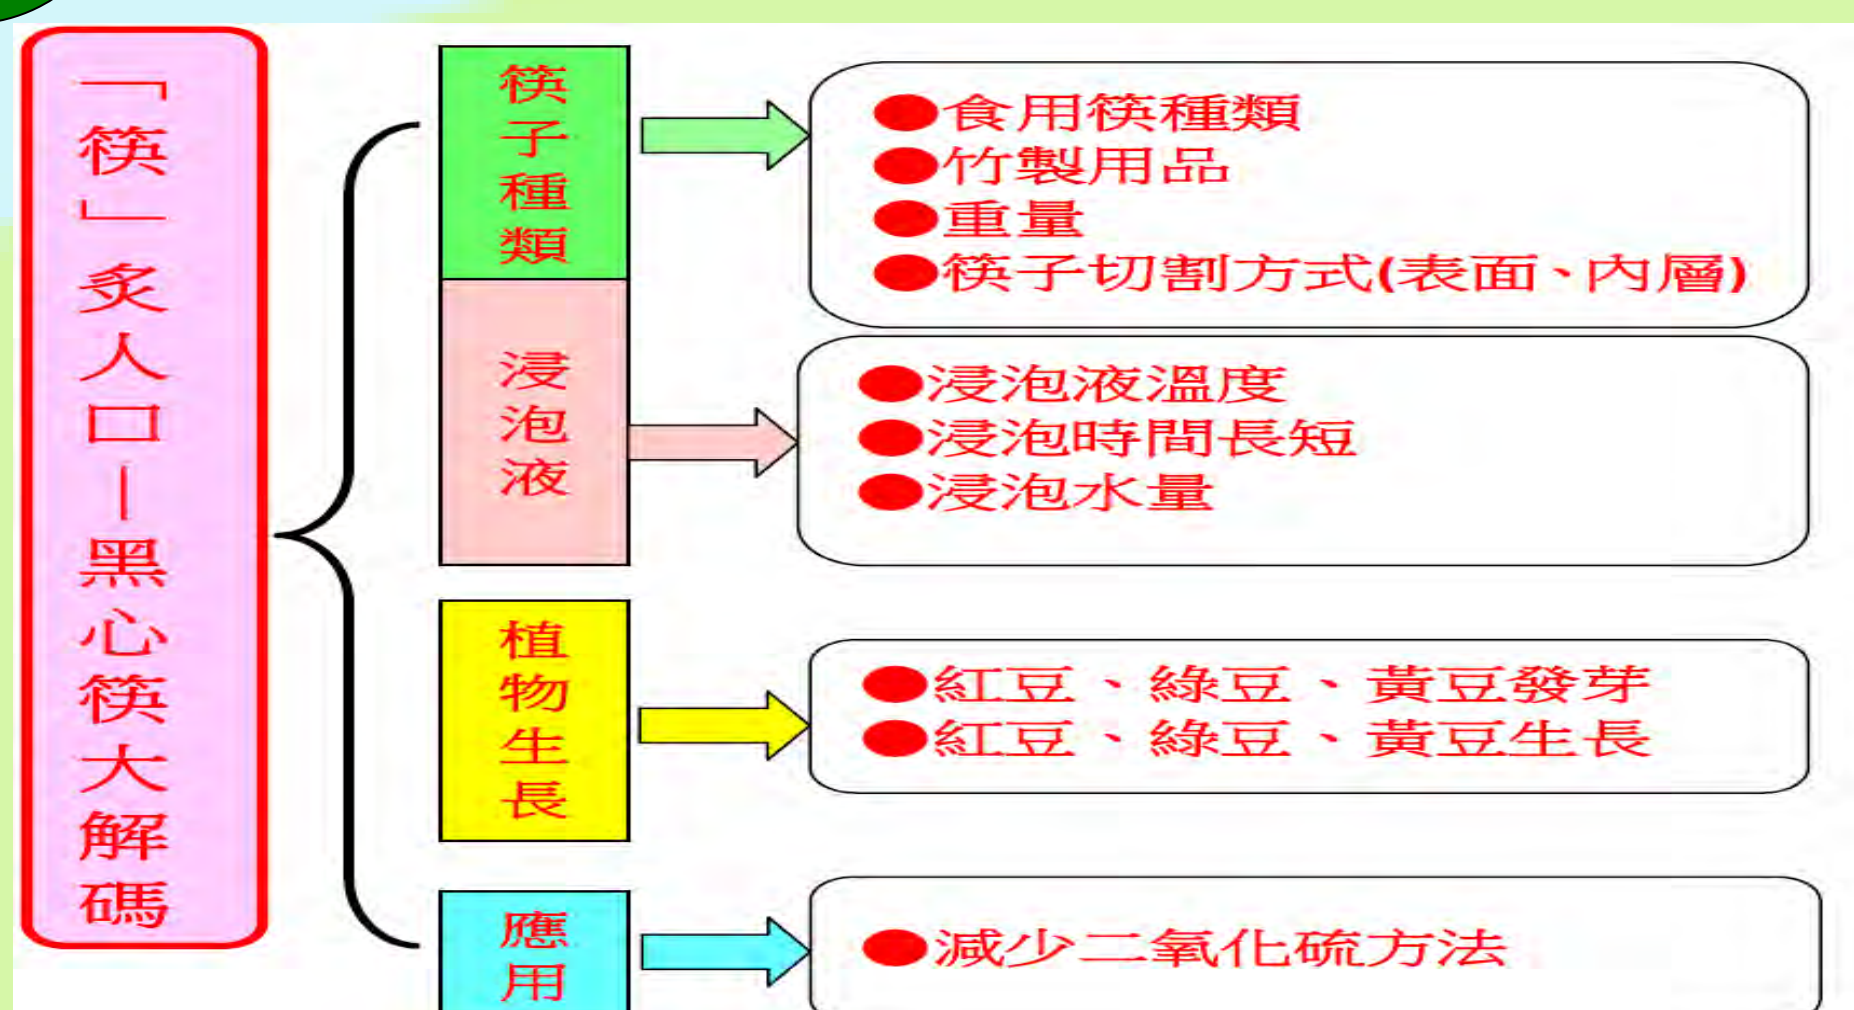 「筷」炙人口－黑心筷大解碼
筷子種類
●食用筷種類
●竹製用品
●重量
●筷子切割方式(表面、內層)
浸泡液
●浸泡液溫度
●浸泡時間長短
●浸泡水量
植物生長
●紅豆、綠豆、黃豆發芽
●紅豆、綠豆、黃豆生長
應用
●減少二氧化硫方法